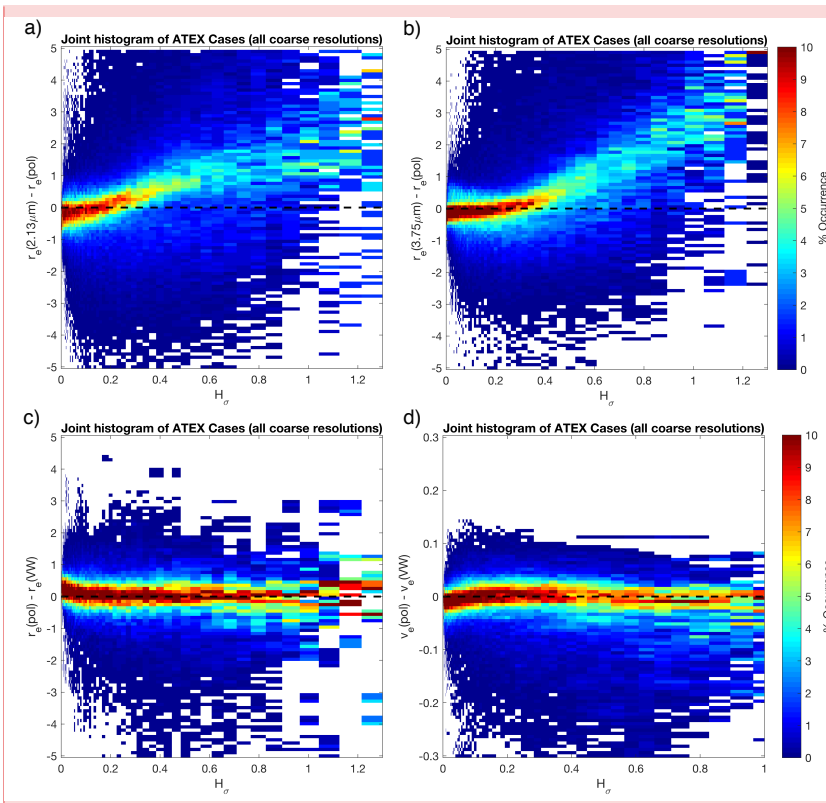 a)
Joint histogram of ATEX Cases (all coarse resolutions)
r_e(2.13μm) - r_e(pol)
5
4
3
2
1
0
-1
-2
-3
-4
-5
0 0.2 0.4 0.6 0.8 1 1.2
H_σ
b)
Joint histogram of ATEX Cases (all coarse resolutions)
r_e(3.75μm) - r_e(pol)
5
4
3
2
1
0
-1
-2
-3
-4
-5
0 0.2 0.4 0.6 0.8 1 1.2
H_σ
10
9
8
7
6
5
4
3
2
1
0
% Occurrence
c)
Joint histogram of ATEX Cases (all coarse resolutions)
r_e(pol) - r_e(VW)
5
4
3
2
1
0
-1
-2
-3
-4
-5
0 0.2 0.4 0.6 0.8 1 1.2
H_σ
d)
Joint histogram of ATEX Cases (all coarse resolutions)
v_e(pol) - v_e(VW)
0.3
0.2
0.1
0
-0.1
-0.2
-0.3
0 0.2 0.4 0.6 0.8 1
H_σ
10
9
8
7
6
5
4
3
2
1
0